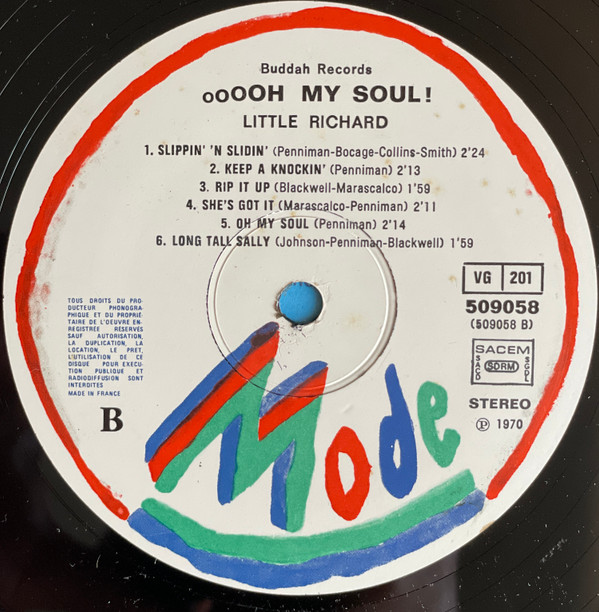 Buddah Records
oOOOH MY SOUL!
LITTLE RICHARD
1. SLIPPIN' 'N SLIDIN' (Penniman-Bocage-Collins-Smith) 2'24
2. KEEP A KNOCKIN' (Penniman) 2'13
3. RIP IT UP (Blackwell-Marascalco) 1'59
4. SHE'S GOT IT (Marascalco-Penniman) 2'11
5. OH MY SOUL (Penniman) 2'14
6. LONG TALL SALLY (Johnson-Penniman-Blackwell) 1'59
VG 201
509058
(509058 B)
SACEM
SACD SDRM SGDL
STEREO
℗ 1970
TOUS DROITS DU PRO-
DUCTEUR PHONOGRA-
PHIQUE ET DU PROPRIÉ-
TAIRE DE L'ŒUVRE EN-
REGISTRÉE RÉSERVÉS
SAUF AUTORISATION,
LA DUPLICATION, LA
LOCATION, LE PRÊT,
L'UTILISATION DE CE
DISQUE POUR EXÉCU-
TION PUBLIQUE ET
RADIODIFFUSION SONT
INTERDITES
MADE IN FRANCE
B
Mode